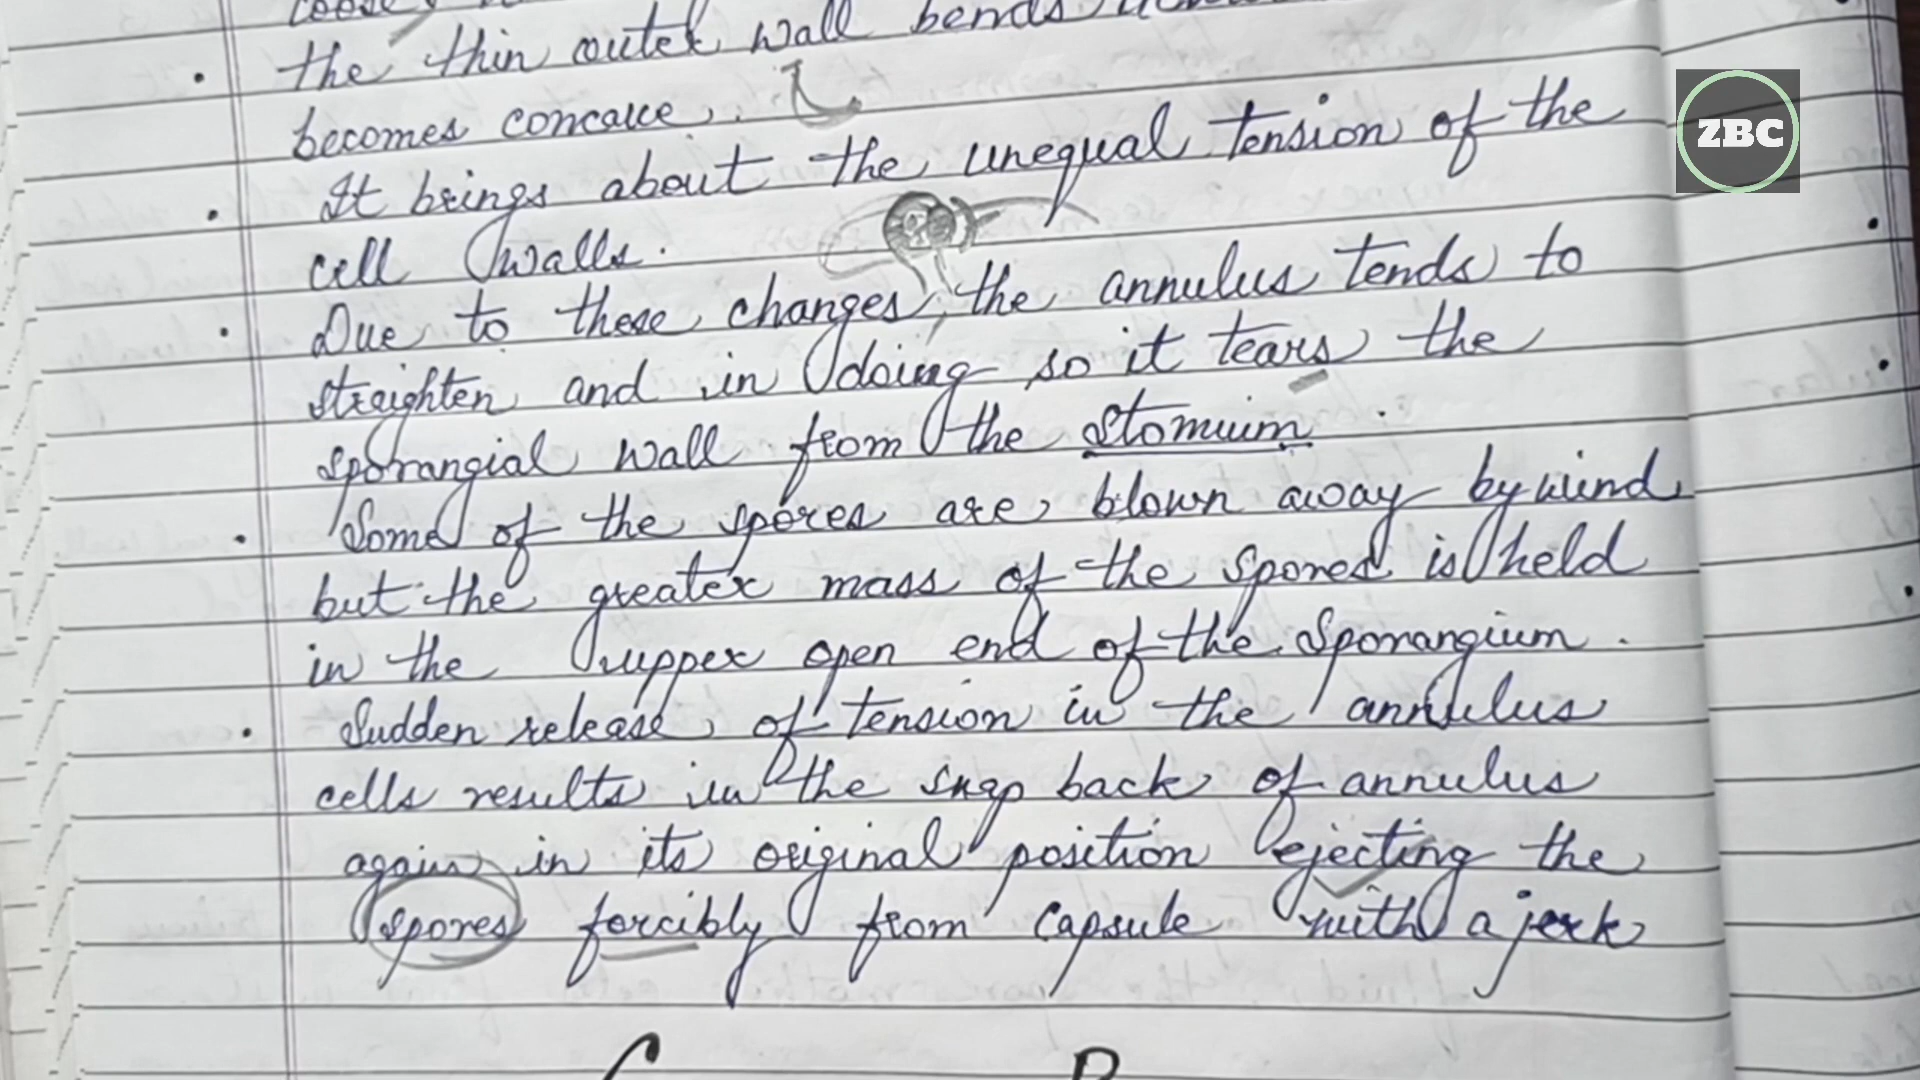 the thin outer wall bends
becomes concave.
It brings about the unequal tension of the
cell walls.
Due to these changes, the annulus tends to
straighten and in doing so it tears the
sporangial wall from the stomium.
Some of the spores are blown away by wind
but the greater mass of the spores is held
in the upper open end of the sporangium.
Sudden release of tension in the annulus
cells results in the snap back of annulus
again in its original position ejecting the
spores forcibly from capsule with a jerk
ZBC